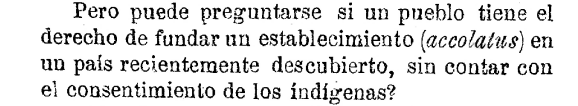 Pero puede preguntarse si un pueblo tiene el
derecho de fundar un establecimiento (accolatus) en
un país recientemente descubierto, sin contar con
el consentimiento de los indígenas?